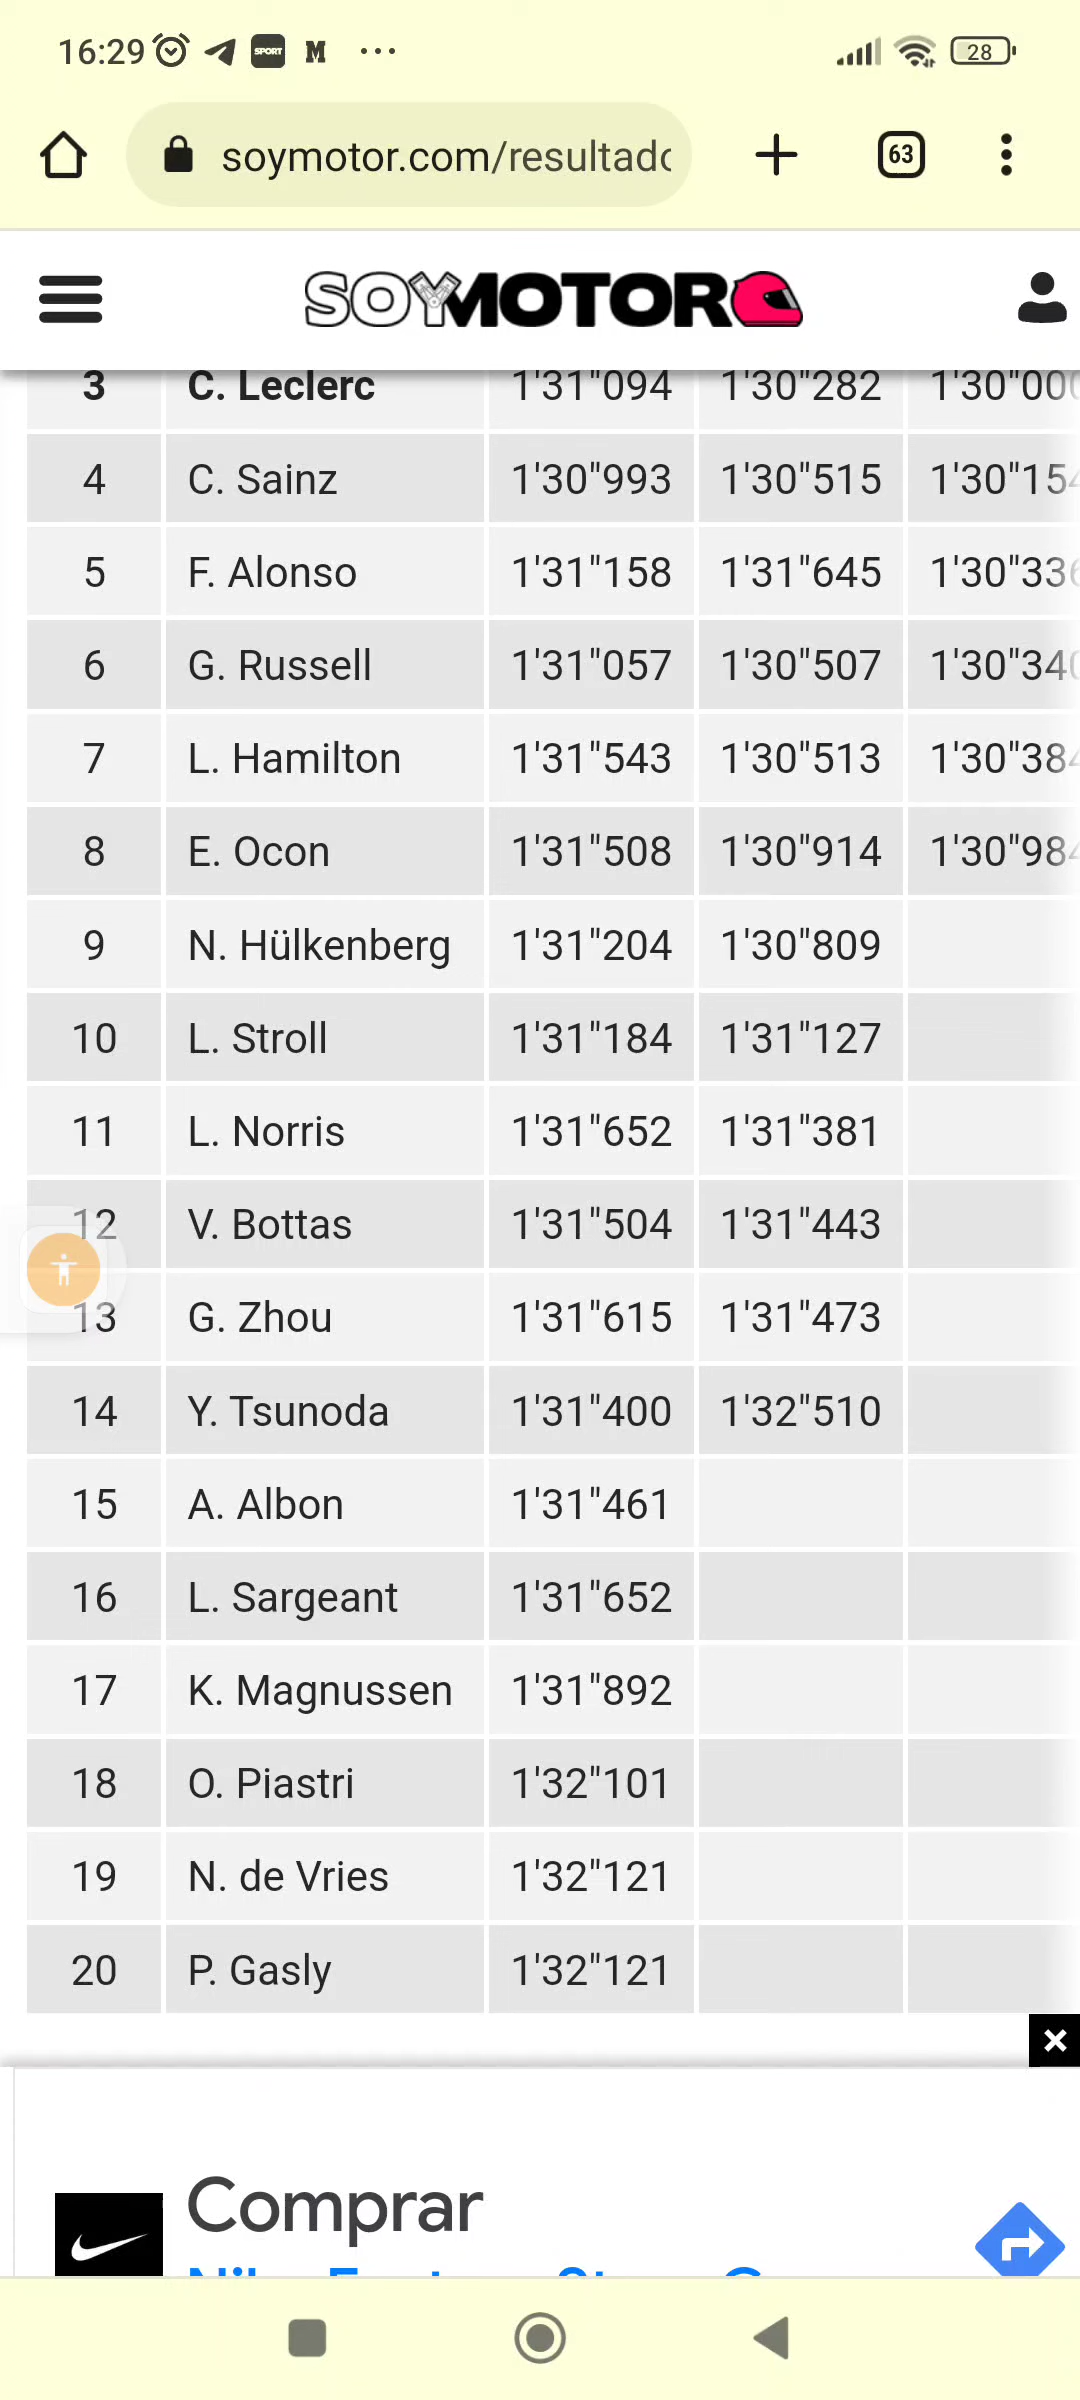 16:29 SPORT M ... 28
soymotor.com/resultado 63
SOYMOTOR
3 C. Leclerc 1'31"094 1'30"282 1'30"000
4 C. Sainz 1'30"993 1'30"515 1'30"154
5 F. Alonso 1'31"158 1'31"645 1'30"336
6 G. Russell 1'31"057 1'30"507 1'30"340
7 L. Hamilton 1'31"543 1'30"513 1'30"384
8 E. Ocon 1'31"508 1'30"914 1'30"984
9 N. Hülkenberg 1'31"204 1'30"809
10 L. Stroll 1'31"184 1'31"127
11 L. Norris 1'31"652 1'31"381
12 V. Bottas 1'31"504 1'31"443
13 G. Zhou 1'31"615 1'31"473
14 Y. Tsunoda 1'31"400 1'32"510
15 A. Albon 1'31"461
16 L. Sargeant 1'31"652
17 K. Magnussen 1'31"892
18 O. Piastri 1'32"101
19 N. de Vries 1'32"121
20 P. Gasly 1'32"121
Comprar